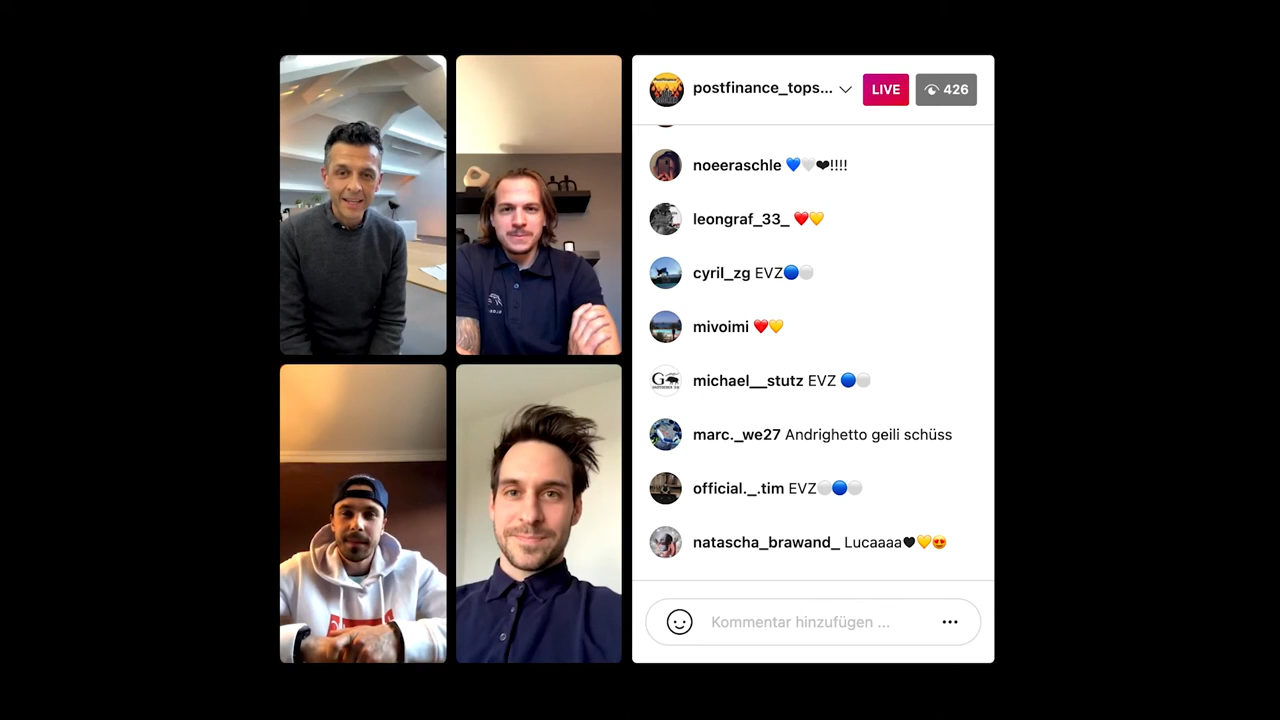 postfinance_tops...
LIVE
426
noeeraschle 💙🤍❤!!!!
leongraf_33_ ❤️💛
cyril_zg EVZ🔵⚪
mivoimi ❤️💛
michael__stutz EVZ 🔵⚪
marc._we27 Andrighetto geili schüss
official._.tim EVZ⚪🔵⚪
natascha_brawand_ Lucaaaa🖤💛😍
Kommentar hinzufügen ...